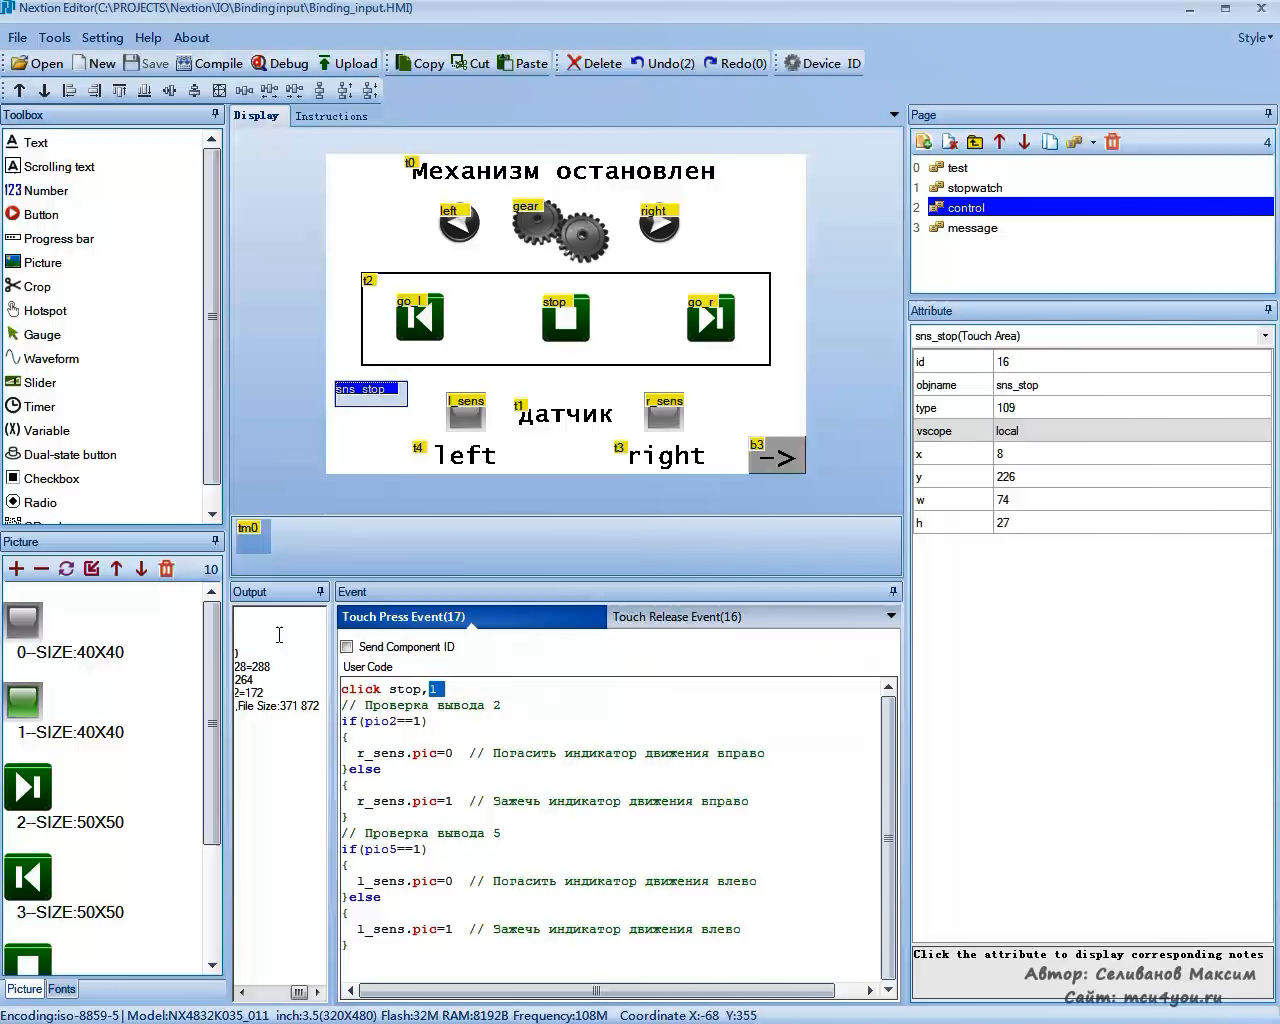 Nextion Editor(C:\PROJECTS\Nextion\IO\Bindinginput\Binding_input.HMI)
File Tools Setting Help About
Style
Open New Save Compile Debug Upload Copy Cut Paste Delete Undo(2) Redo(0) Device ID
Toolbox
Text
Scrolling text
123 Number
Button
Progress bar
Picture
Crop
Hotspot
Gauge
Waveform
Slider
Timer
(X) Variable
Dual-state button
Checkbox
Radio
Picture
10
0--SIZE:40X40
1--SIZE:40X40
2--SIZE:50X50
3--SIZE:50X50
Picture Fonts
Display Instructions
t0
Механизм остановлен
left gear right
t2
go_l stop go_r
sns_stop
l_sens t1 датчик r_sens
t4 left t3 right b3 ->
tm0
Output
)
28=288
264
2=172
,File Size:371 872
Event
Touch Press Event(17) Touch Release Event(16)
Send Component ID
User Code
click stop,1
// Проверка вывода 2
if(pio2==1)
{
r_sens.pic=0 // Погасить индикатор движения вправо
}else
{
r_sens.pic=1 // Зажечь индикатор движения вправо
}
// Проверка вывода 5
if(pio5==1)
{
l_sens.pic=0 // Погасить индикатор движения влево
}else
{
l_sens.pic=1 // Зажечь индикатор движения влево
}
Page
4
0 test
1 stopwatch
2 control
3 message
Attribute
sns_stop(Touch Area)
id 16
objname sns_stop
type 109
vscope local
x 8
y 226
w 74
h 27
Click the attribute to display corresponding notes
Автор: Селиванов Максим
Сайт: mcu4you.ru
Encoding:iso-8859-5 Model:NX4832K035_011 inch:3.5(320X480) Flash:32M RAM:8192B Frequency:108M Coordinate X:-68 Y:355